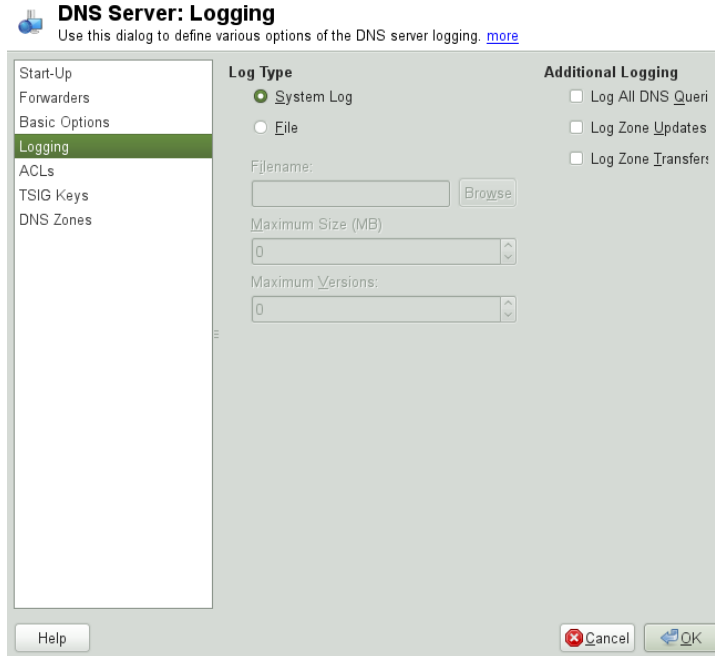 DNS Server: Logging
Use this dialog to define various options of the DNS server logging. more
Start-Up
Forwarders
Basic Options
Logging
ACLs
TSIG Keys
DNS Zones
Log Type
System Log
File
Filename:
Browse
Maximum Size (MB)
0
Maximum Versions:
0
Additional Logging
Log All DNS Queri
Log Zone Updates
Log Zone Transfers
Help
Cancel
OK